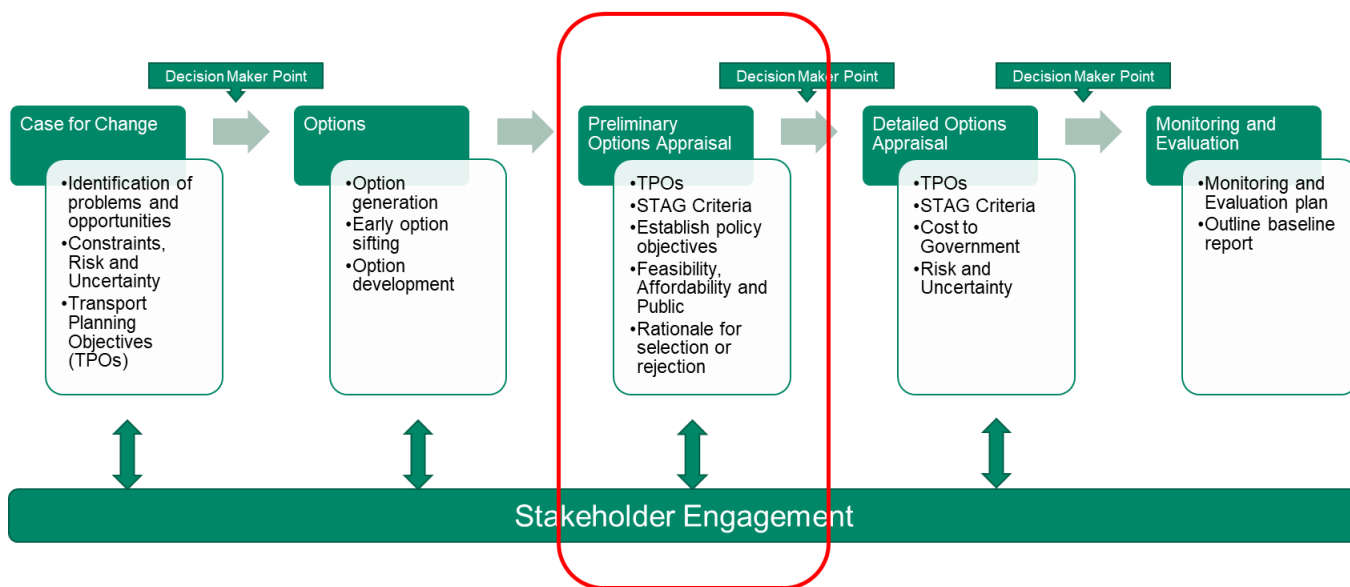 Decision Maker Point
Decision Maker Point
Decision Maker Point
Case for Change
•Identification of
problems and
opportunities
•Constraints,
Risk and
Uncertainty
•Transport
Planning
Objectives
(TPOs)
Options
•Option
generation
•Early option
sifting
•Option
development
Preliminary
Options Appraisal
•TPOs
•STAG Criteria
•Establish policy
objectives
•Feasibility,
Affordability and
Public
•Rationale for
selection or
rejection
Detailed Options
Appraisal
•TPOs
•STAG Criteria
•Cost to
Government
•Risk and
Uncertainty
Monitoring and
Evaluation
•Monitoring and
Evaluation plan
•Outline baseline
report
Stakeholder Engagement